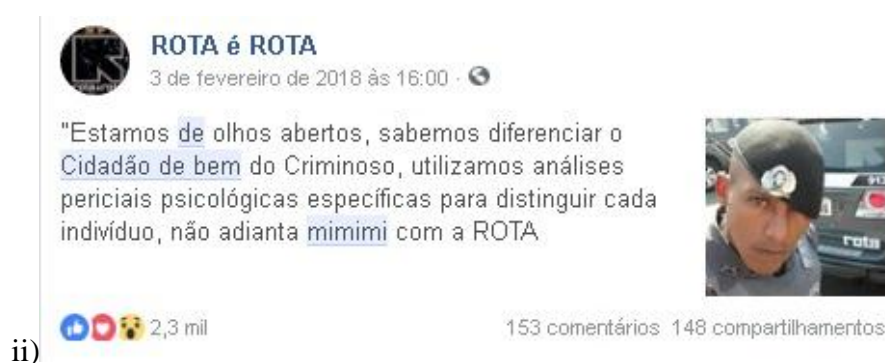 ROTA é ROTA
3 de fevereiro de 2018 às 16:00 ·
"Estamos de olhos abertos, sabemos diferenciar o
Cidadão de bem do Criminoso, utilizamos análises
periciais psicológicas específicas para distinguir cada
indivíduo, não adianta mimimi com a ROTA
rota
2,3 mil
153 comentários 148 compartilhamentos
ii)